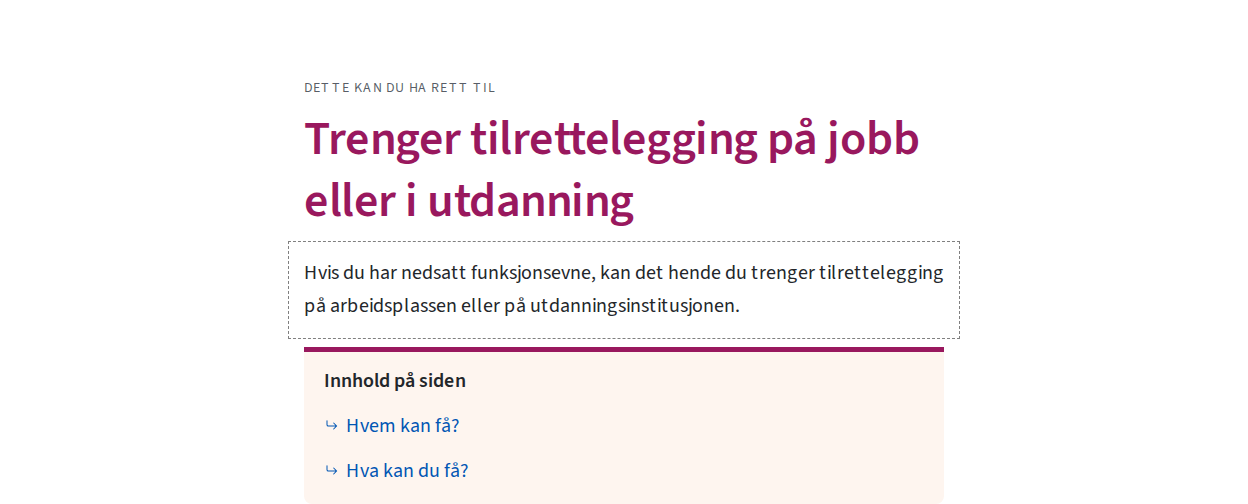 DETTE KAN DU HA RETT TIL
Trenger tilrettelegging på jobb
eller i utdanning
Hvis du har nedsatt funksjonsevne, kan det hende du trenger tilrettelegging
på arbeidsplassen eller på utdanningsinstitusjonen.
Innhold på siden
Hvem kan få?
Hva kan du få?